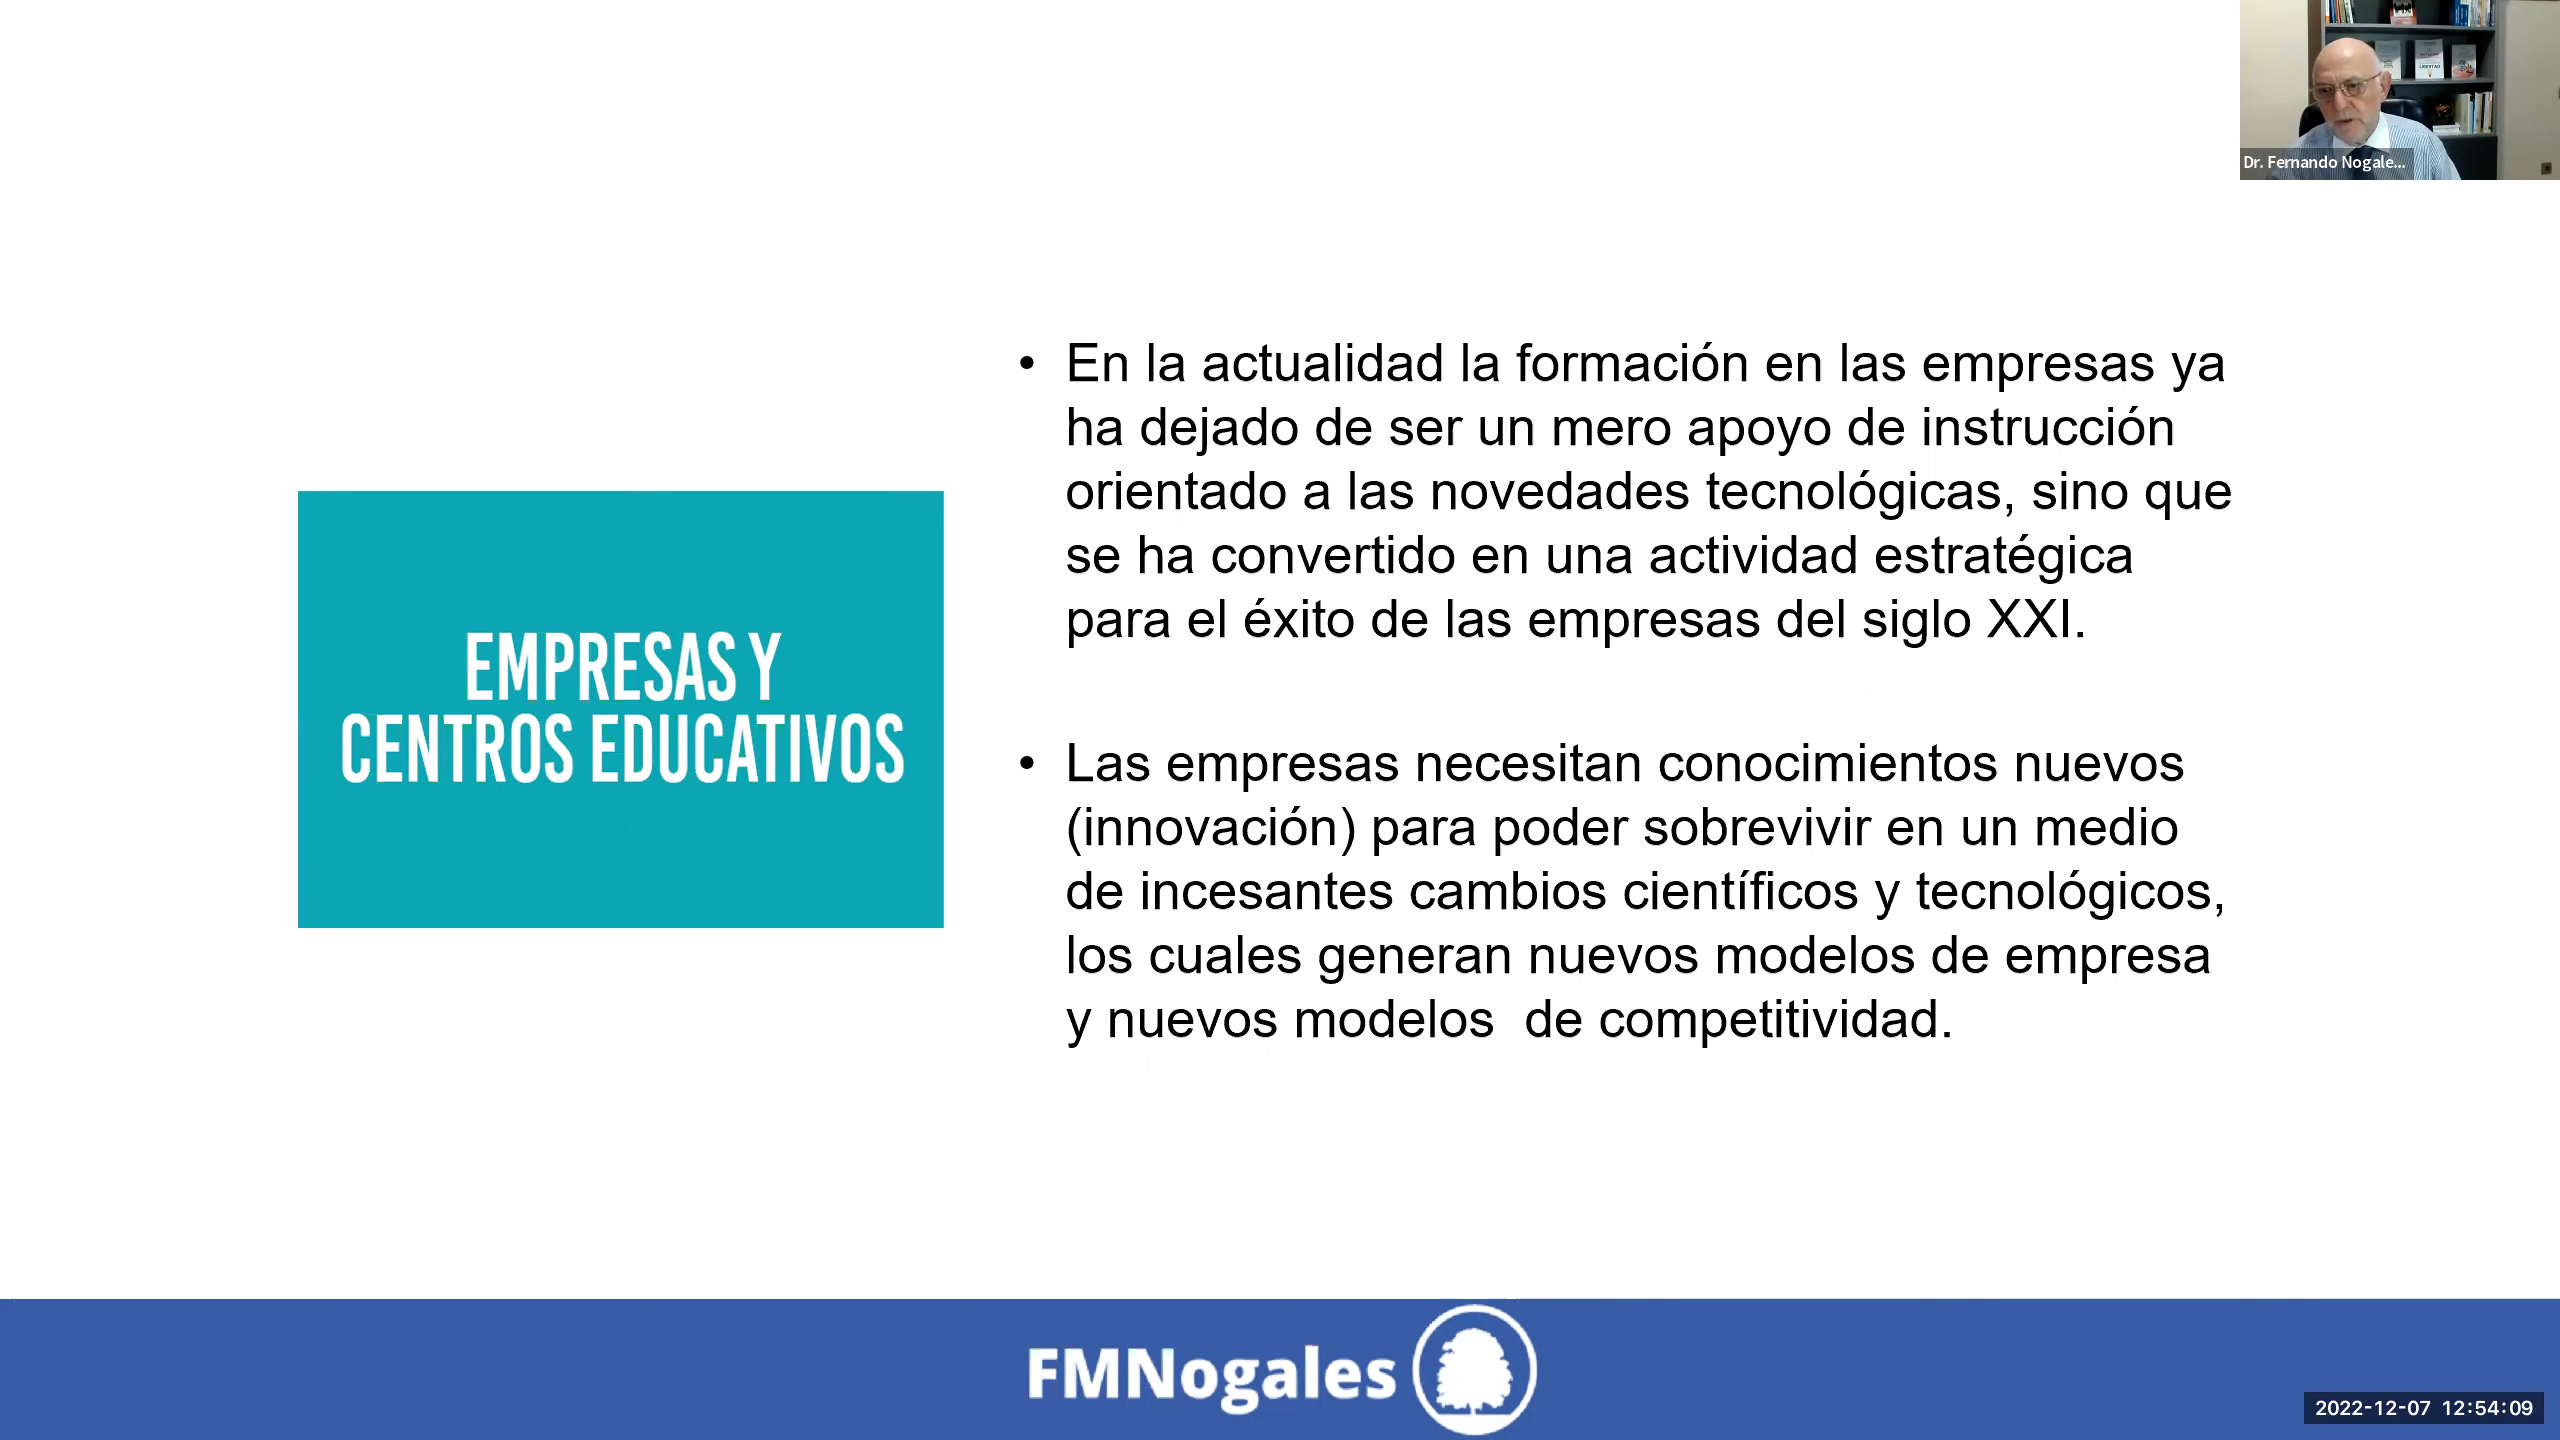 Dr. Fernando Nogale...
• En la actualidad la formación en las empresas ya
ha dejado de ser un mero apoyo de instrucción
orientado a las novedades tecnológicas, sino que
se ha convertido en una actividad estratégica
para el éxito de las empresas del siglo XXI.
EMPRESAS Y
CENTROS EDUCATIVOS
• Las empresas necesitan conocimientos nuevos
(innovación) para poder sobrevivir en un medio
de incesantes cambios científicos y tecnológicos,
los cuales generan nuevos modelos de empresa
y nuevos modelos  de competitividad.
FMNogales
2022-12-07 12:54:09